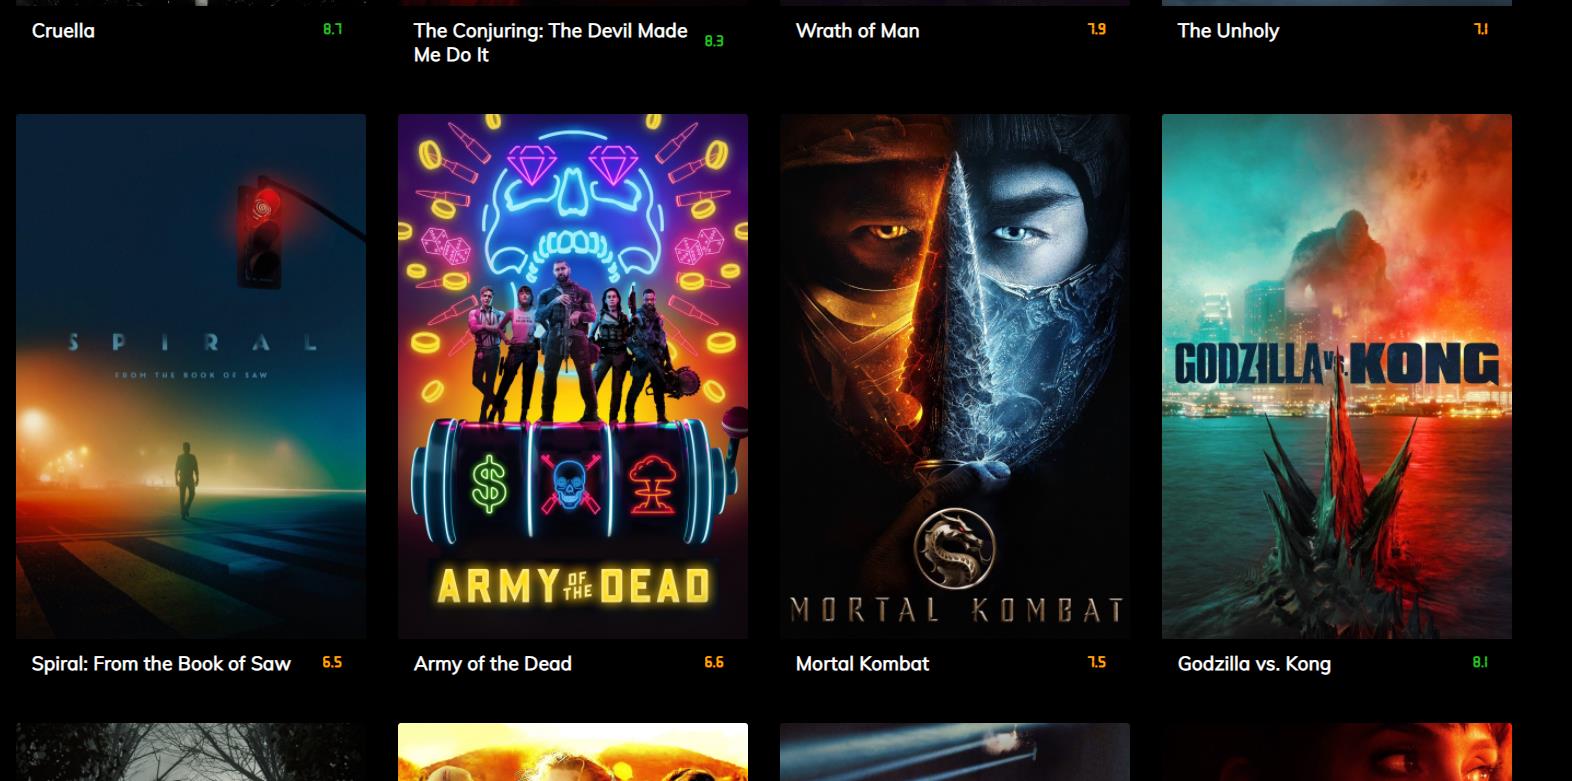 Cruella 8.7
The Conjuring: The Devil Made
Me Do It 8.3
Wrath of Man 7.9
The Unholy 7.1
SPIRAL
FROM THE BOOK OF SAW
ARMY OF THE DEAD
MORTAL KOMBAT
GODZILLA VS. KONG
Spiral: From the Book of Saw 6.5
Army of the Dead 6.6
Mortal Kombat 7.5
Godzilla vs. Kong 8.1